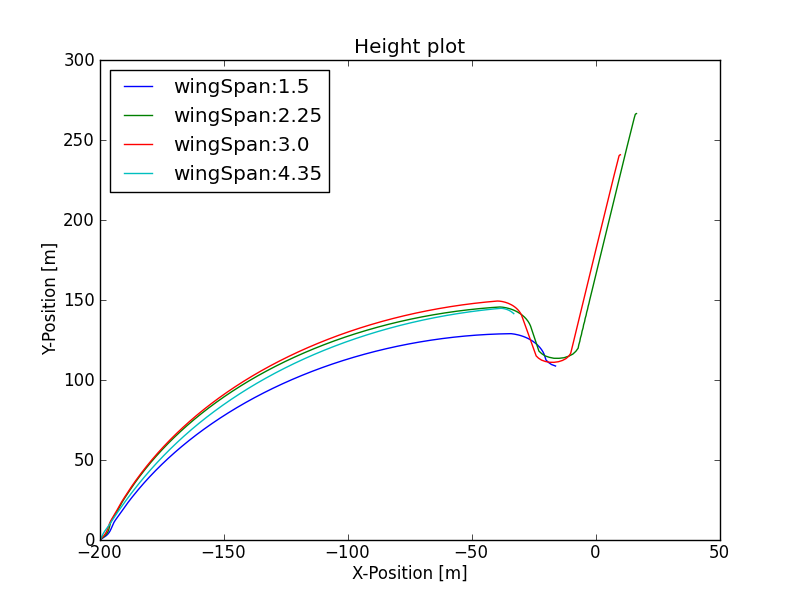 Height plot
wingSpan:1.5
wingSpan:2.25
wingSpan:3.0
wingSpan:4.35
300
250
200
150
100
50
0
Y-Position [m]
−200 −150 −100 −50 0 50
X-Position [m]